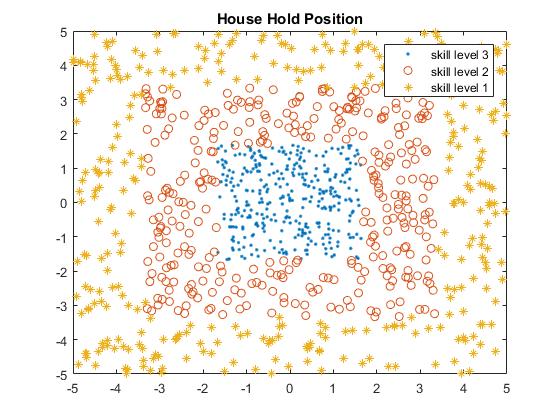 House Hold Position
skill level 3
skill level 2
skill level 1
5
4
3
2
1
0
-1
-2
-3
-4
-5
-5 -4 -3 -2 -1 0 1 2 3 4 5